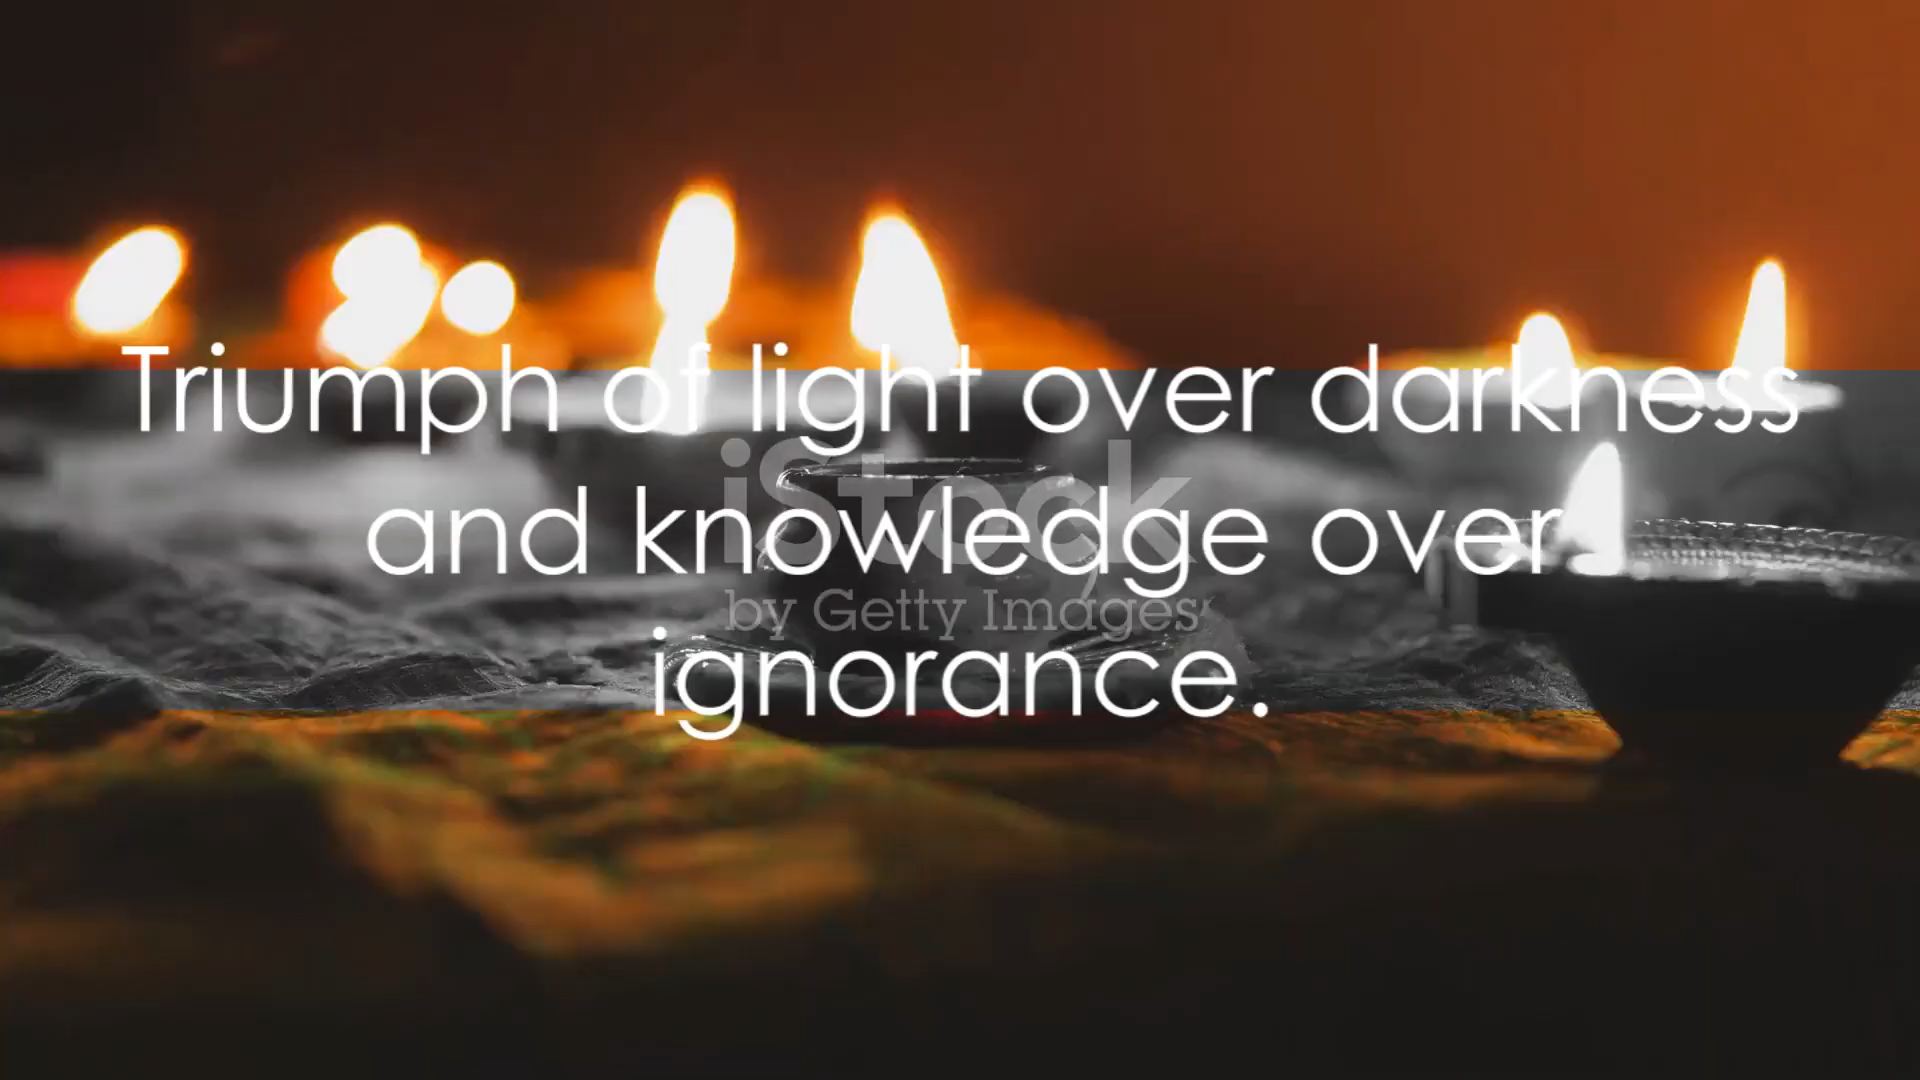 Triumph of light over darkness
and knowledge over
ignorance.
iStock
by Getty Images